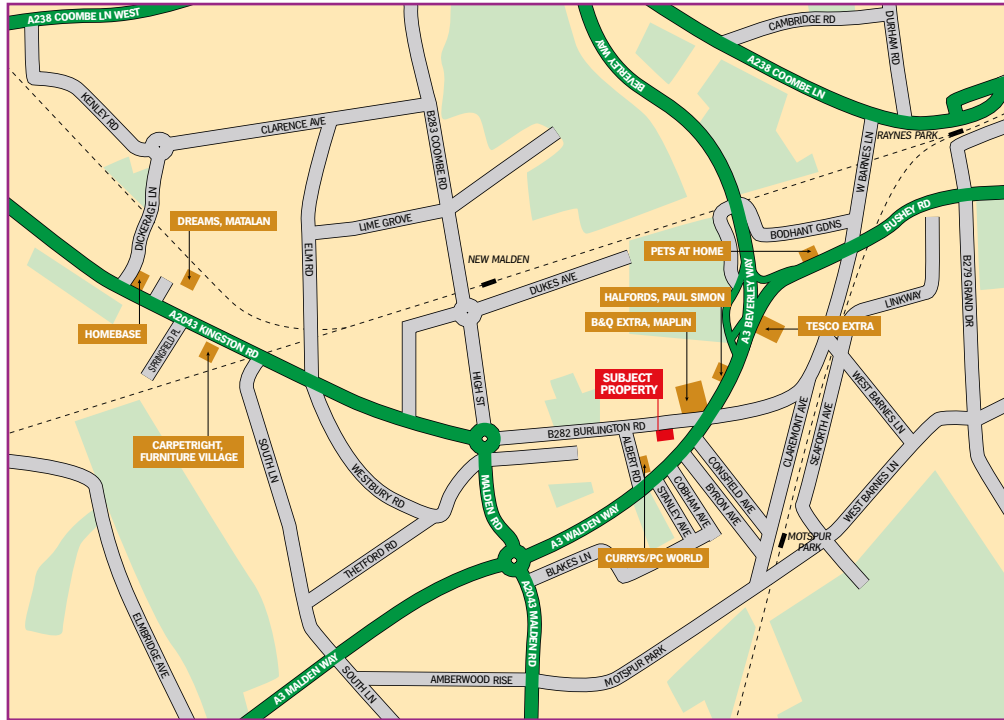 A238 COOMBE LN WEST
CAMBRIDGE RD
DURHAM RD
BEVERLEY WAY
A238 COOMBE LN
KENLEY RD
CLARENCE AVE
B283 COOMBE RD
RAYNES PARK
W BARNES LN
DICKERAGE LN
DREAMS, MATALAN
LIME GROVE
BUSHEY RD
BODHANT GDNS
ELM RD
NEW MALDEN
PETS AT HOME
DUKES AVE
B279 GRAND DR
HALFORDS, PAUL SIMON
A3 BEVERLEY WAY
LINKWAY
HOMEBASE
A2043 KINGSTON RD
B&Q EXTRA, MAPLIN
TESCO EXTRA
SPRINGFIELD PL
SUBJECT
PROPERTY
HIGH ST
WEST BARNES LN
CARPETRIGHT,
FURNITURE VILLAGE
B282 BURLINGTON RD
CLAREMONT AVE
SEAFORTH AVE
SOUTH LN
WESTBURY RD
ALBERT RD
STANLEY AVE
COBHAM AVE
BYRON AVE
CONSFIELD AVE
WEST BARNES LN
MALDEN RD
A3 WALDEN WAY
THETFORD RD
BLAKES LN
CURRYS/PC WORLD
MOTSPUR
PARK
ELMBRIDGE AVE
A2043 MALDEN RD
A3 MALDEN WAY
SOUTH LN
AMBERWOOD RISE
MOTSPUR PARK